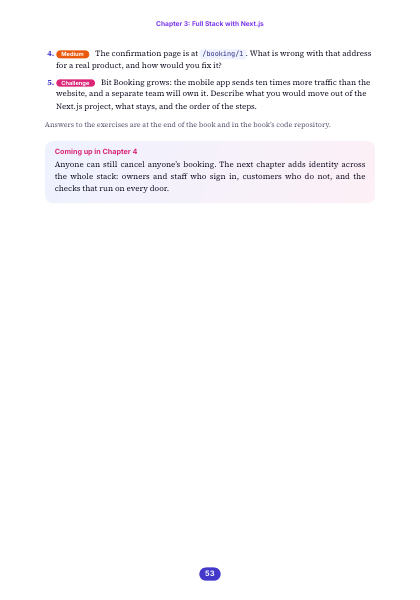 Chapter 3: Full Stack with Next.js
4. Medium The confirmation page is at /booking/1. What is wrong with that address
for a real product, and how would you fix it?
5. Challenge Bit Booking grows: the mobile app sends ten times more traffic than the
website, and a separate team will own it. Describe what you would move out of the
Next.js project, what stays, and the order of the steps.
Answers to the exercises are at the end of the book and in the book's code repository.
Coming up in Chapter 4
Anyone can still cancel anyone's booking. The next chapter adds identity across
the whole stack: owners and staff who sign in, customers who do not, and the
checks that run on every door.
53